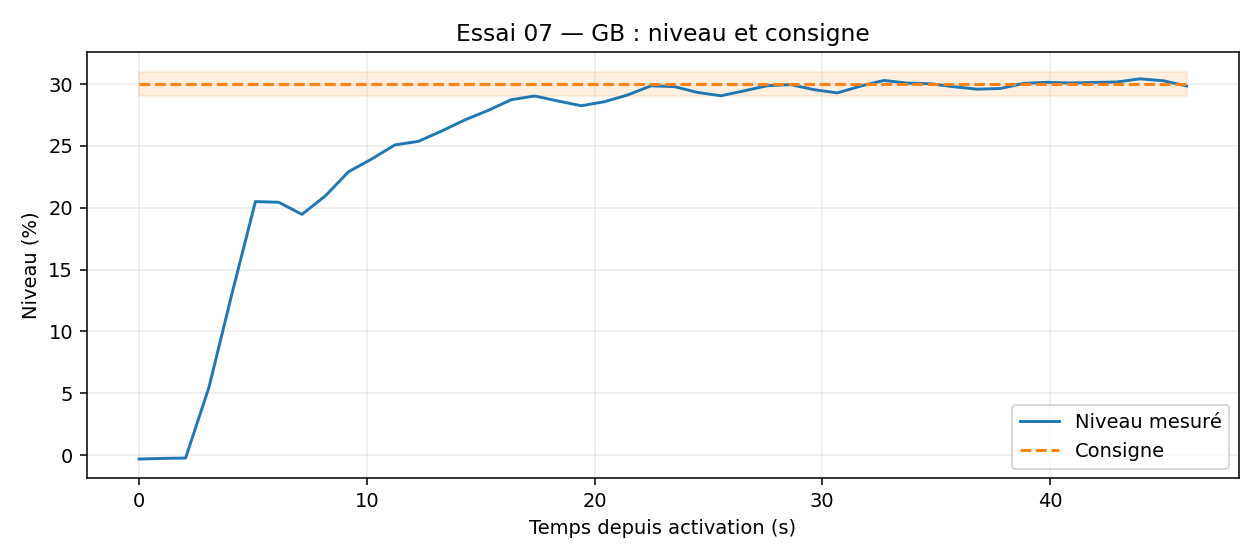 Essai 07 — GB : niveau et consigne
Niveau (%)
30
25
20
15
10
5
0
Niveau mesuré
Consigne
0 10 20 30 40
Temps depuis activation (s)